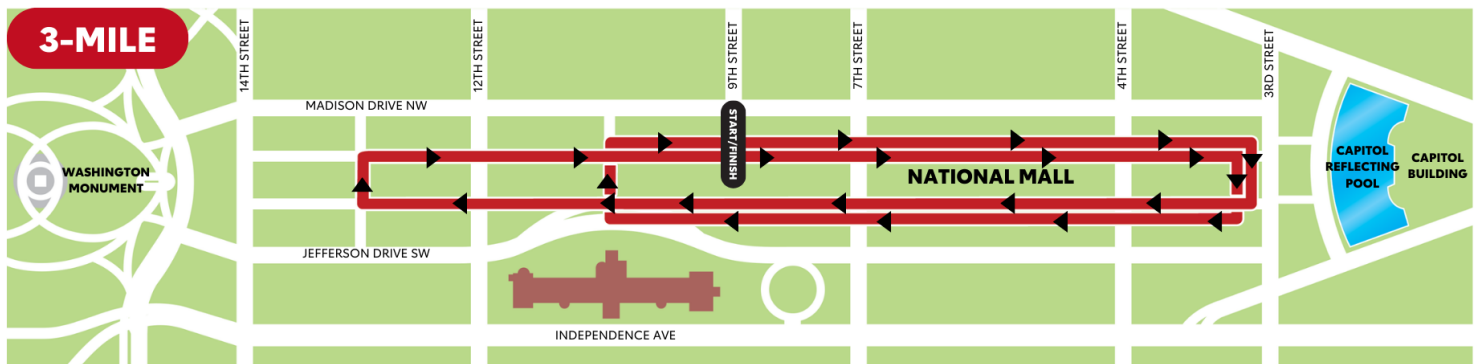 3-MILE
14TH STREET
12TH STREET
9TH STREET
7TH STREET
4TH STREET
3RD STREET
MADISON DRIVE NW
START/FINISH
WASHINGTON
MONUMENT
NATIONAL MALL
CAPITOL
REFLECTING
POOL
CAPITOL
BUILDING
JEFFERSON DRIVE SW
INDEPENDENCE AVE